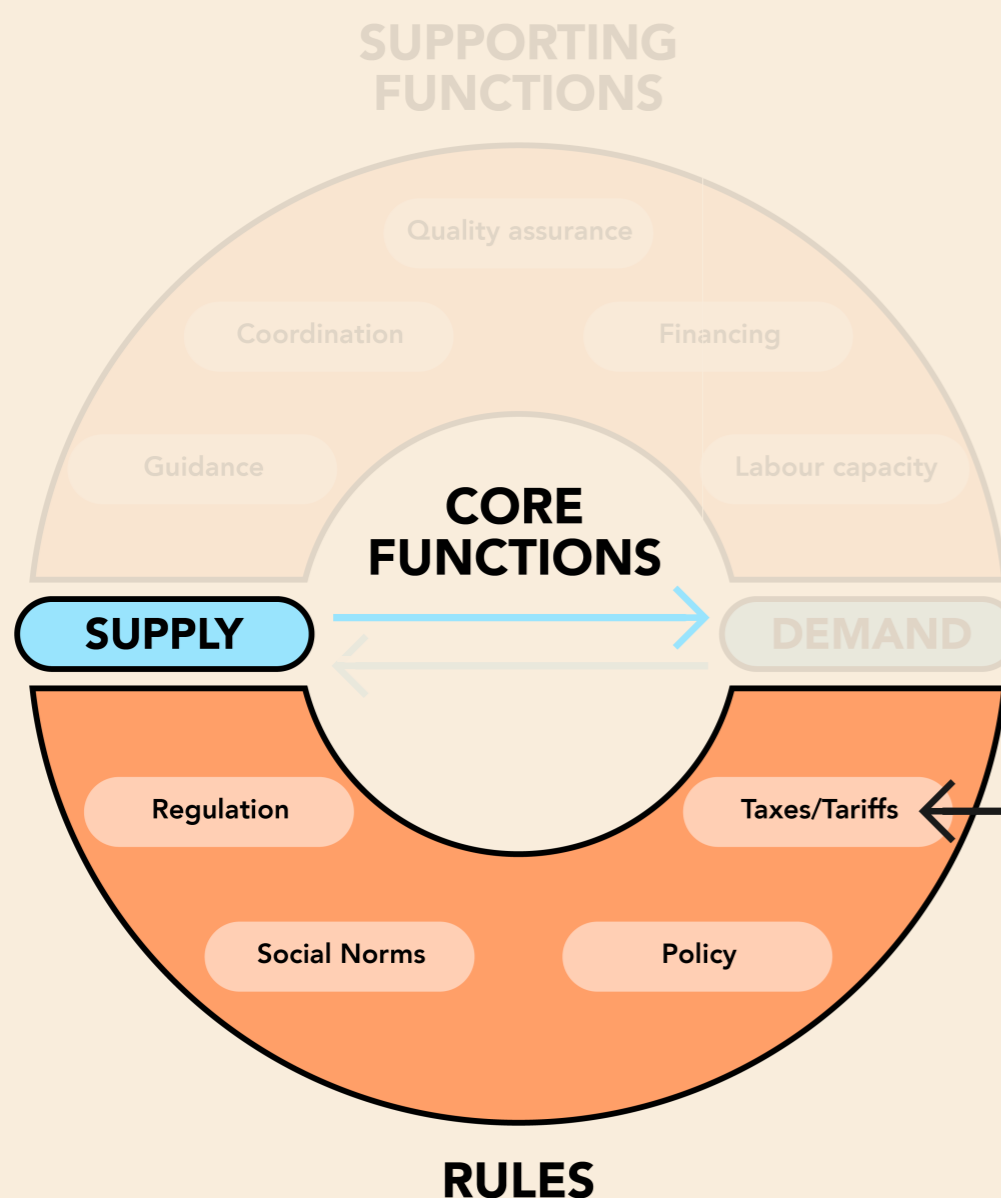 SUPPORTING
FUNCTIONS
Quality assurance
Coordination
Financing
Guidance
Labour capacity
CORE
FUNCTIONS
SUPPLY
DEMAND
Regulation
Taxes/Tariffs
Social Norms
Policy
RULES